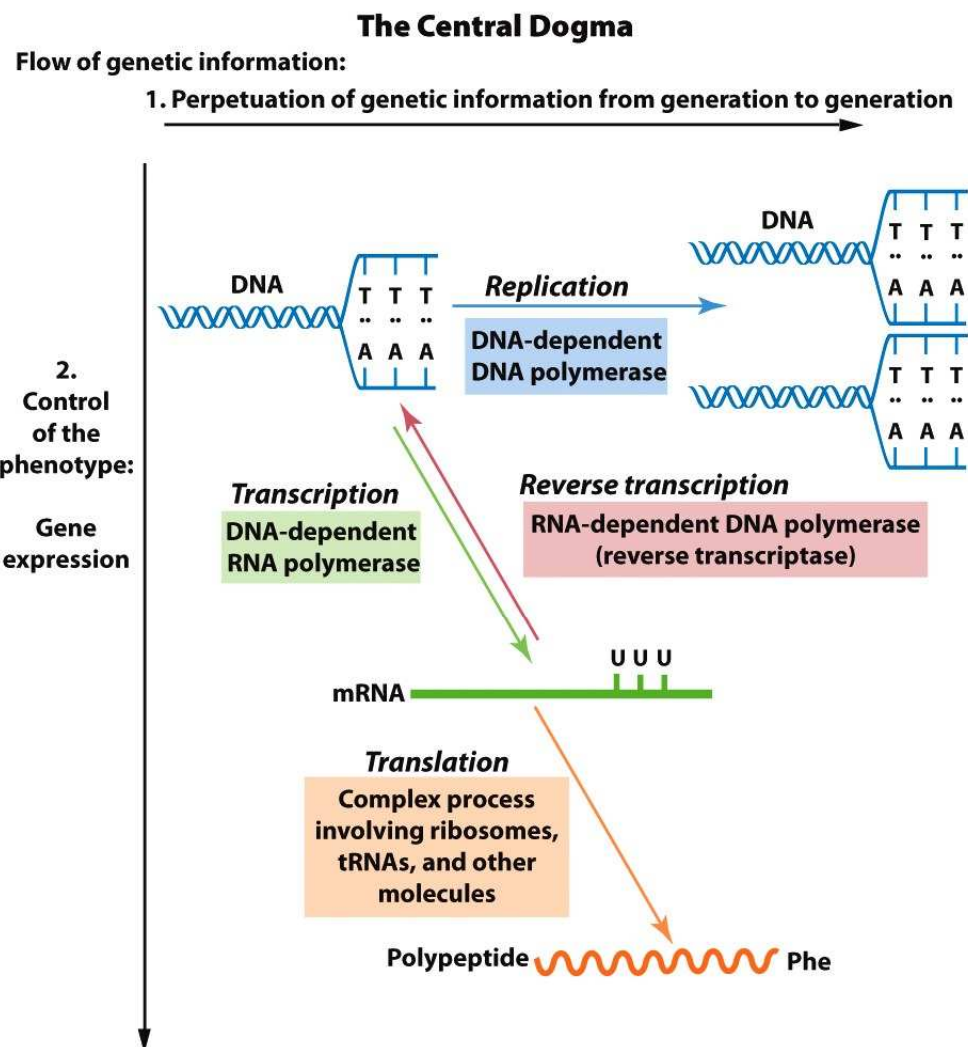 The Central Dogma
Flow of genetic information:
1. Perpetuation of genetic information from generation to generation
DNA
T T T
A A A
Replication
DNA-dependent
DNA polymerase
DNA
T T T
A A A
T T T
A A A
2.
Control
of the
phenotype:
Gene
expression
Transcription
DNA-dependent
RNA polymerase
Reverse transcription
RNA-dependent DNA polymerase
(reverse transcriptase)
U U U
mRNA
Translation
Complex process
involving ribosomes,
tRNAs, and other
molecules
Polypeptide
Phe